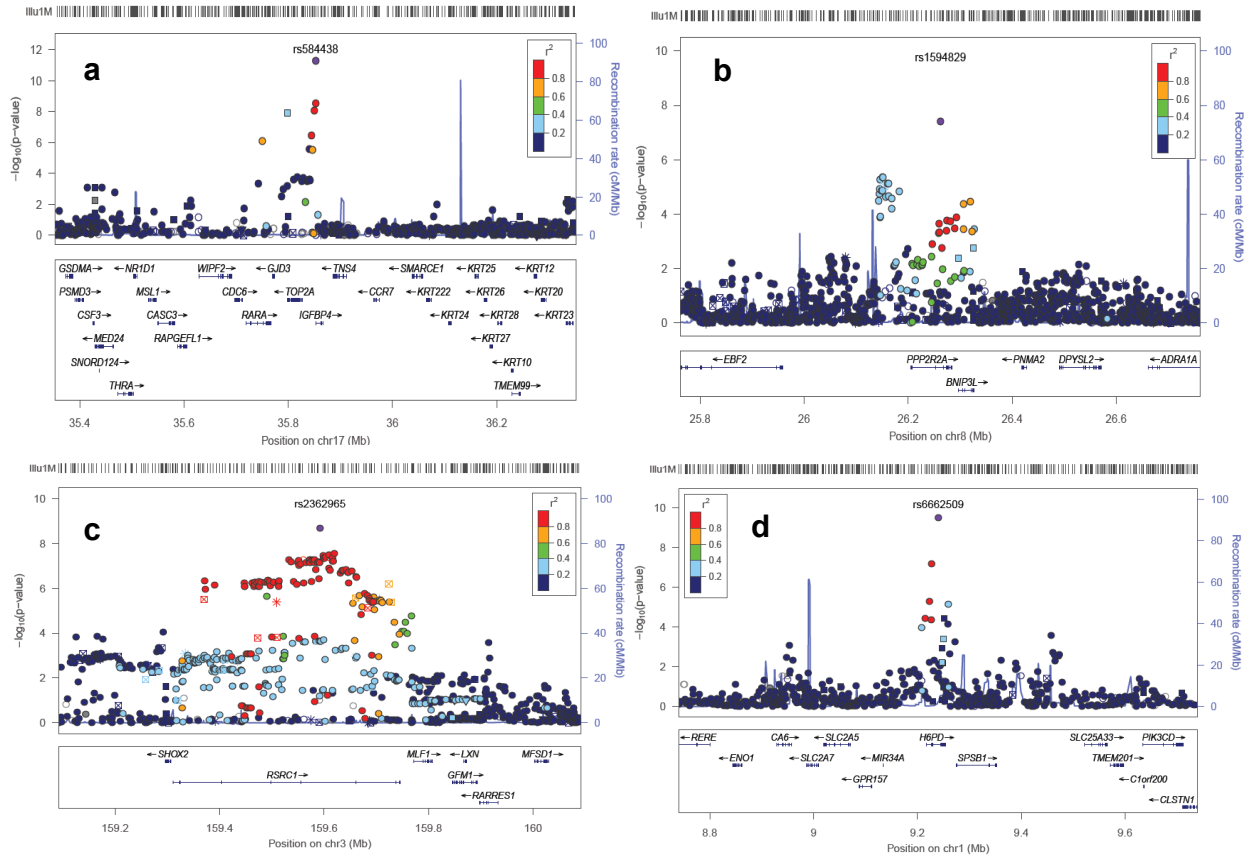 Illu1M
a
rs584438
r2
0.8
0.6
0.4
0.2
12
10
8
6
4
2
0
100
80
60
40
20
0
−log10(p−value)
Recombination rate (cM/Mb)
GSDMA→ ←NR1D1 WIPF2→ ←GJD3 TNS4→ ←SMARCE1 ←KRT25 ←KRT12
PSMD3→ MSL1→ CDC6→ ←TOP2A ←CCR7 ←KRT222 ←KRT26 ←KRT20
CSF3→ CASC3→ RARA→ IGFBP4→ ←KRT24 ←KRT28 ←KRT23
←MED24 RAPGEFL1→ ←KRT27
SNORD124→ ←KRT10
THRA→ TMEM99→
35.4 35.6 35.8 36 36.2
Position on chr17 (Mb)
Illu1M
b
rs1594829
r2
0.8
0.6
0.4
0.2
10
8
6
4
2
0
100
80
60
40
20
0
−log10(p−value)
Recombination rate (cM/Mb)
←EBF2 PPP2R2A→ ←PNMA2 DPYSL2→ ←ADRA1A
BNIP3L→
25.8 26 26.2 26.4 26.6
Position on chr8 (Mb)
Illu1M
c
rs2362965
r2
0.8
0.6
0.4
0.2
10
8
6
4
2
0
100
80
60
40
20
0
−log10(p−value)
Recombination rate (cM/Mb)
←SHOX2 MLF1→ ←LXN MFSD1→
RSRC1→ GFM1→
←RARRES1
159.2 159.4 159.6 159.8 160
Position on chr3 (Mb)
Illu1M
d
rs6662509
r2
0.8
0.6
0.4
0.2
10
8
6
4
2
0
100
80
60
40
20
0
−log10(p−value)
Recombination rate (cM/Mb)
←RERE CA6→ ←SLC2A5 H6PD→ SLC25A33→ PIK3CD→
←ENO1 ←SLC2A7 ←MIR34A SPSB1→ TMEM201→
←GPR157 ←C1orf200
←CLSTN1
8.8 9 9.2 9.4 9.6
Position on chr1 (Mb)